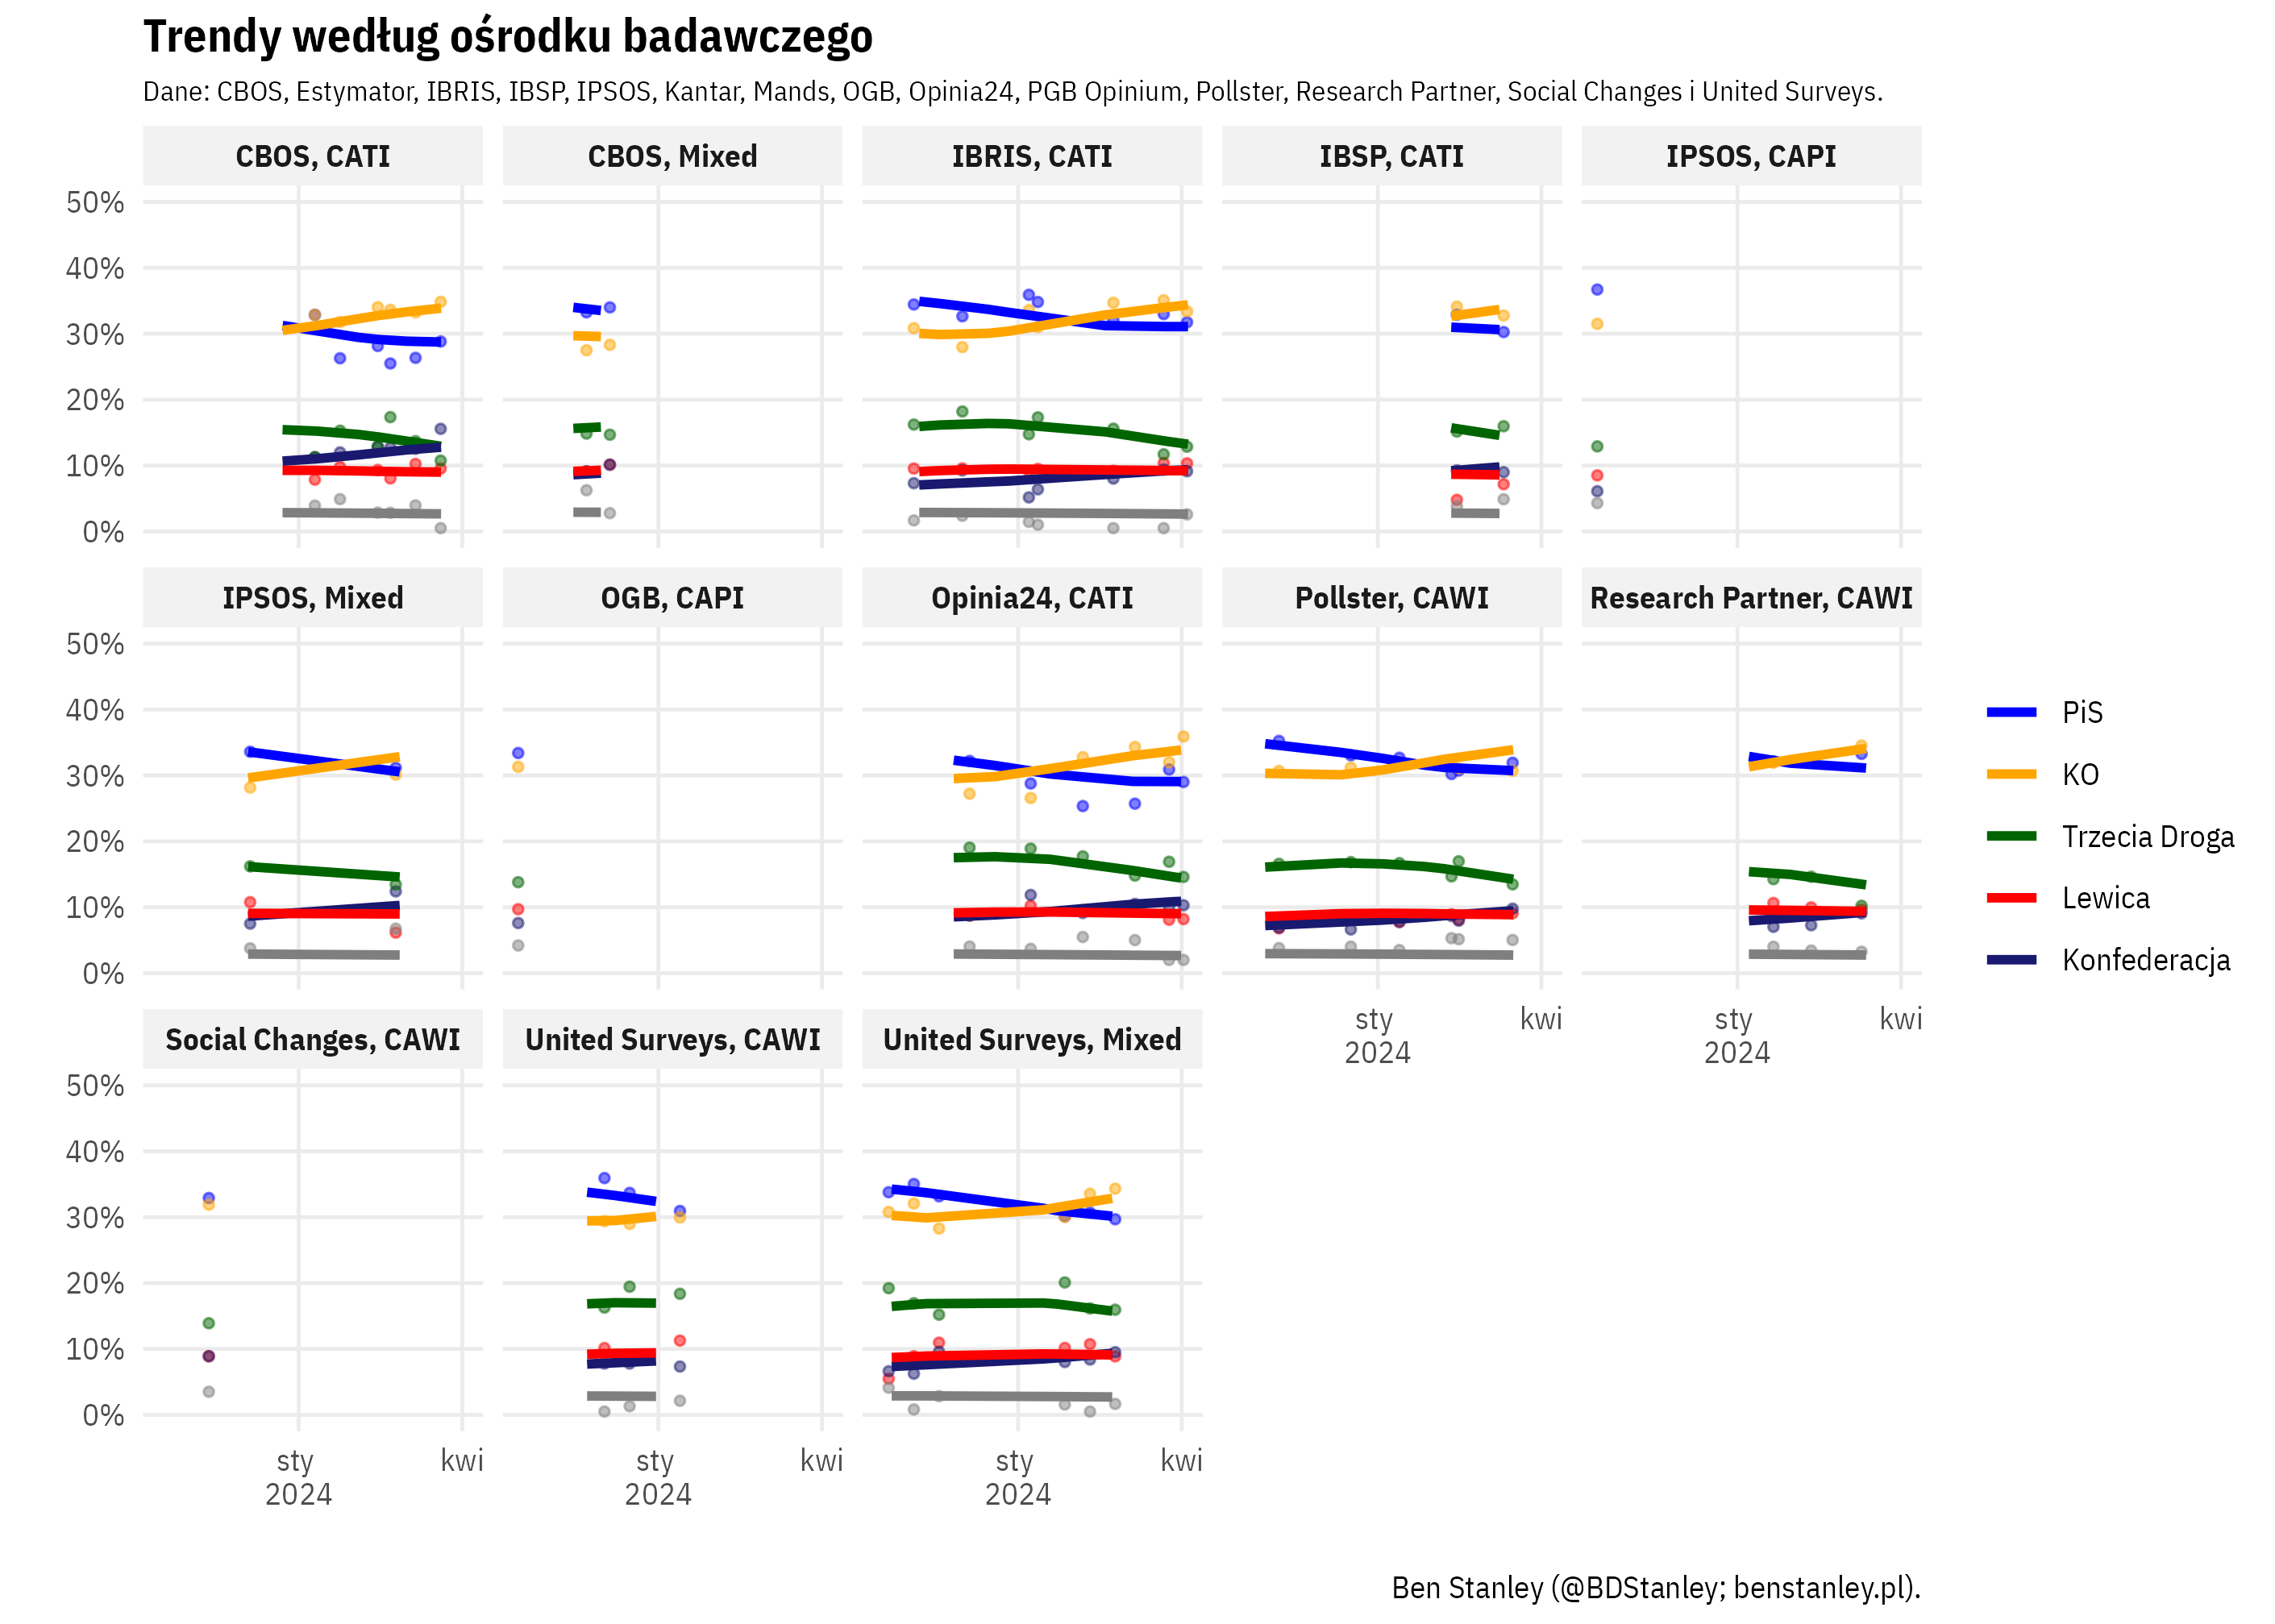 Trendy według ośrodku badawczego
Dane: CBOS, Estymator, IBRIS, IBSP, IPSOS, Kantar, Mands, OGB, Opinia24, PGB Opinium, Pollster, Research Partner, Social Changes i United Surveys.
CBOS, CATI
CBOS, Mixed
IBRIS, CATI
IBSP, CATI
IPSOS, CAPI
50%
40%
30%
20%
10%
0%
IPSOS, Mixed
OGB, CAPI
Opinia24, CATI
Pollster, CAWI
Research Partner, CAWI
50%
40%
30%
20%
10%
0%
sty
2024
kwi
sty
2024
kwi
Social Changes, CAWI
United Surveys, CAWI
United Surveys, Mixed
50%
40%
30%
20%
10%
0%
sty
2024
kwi
sty
2024
kwi
sty
2024
kwi
PiS
KO
Trzecia Droga
Lewica
Konfederacja
Ben Stanley (@BDStanley; benstanley.pl).